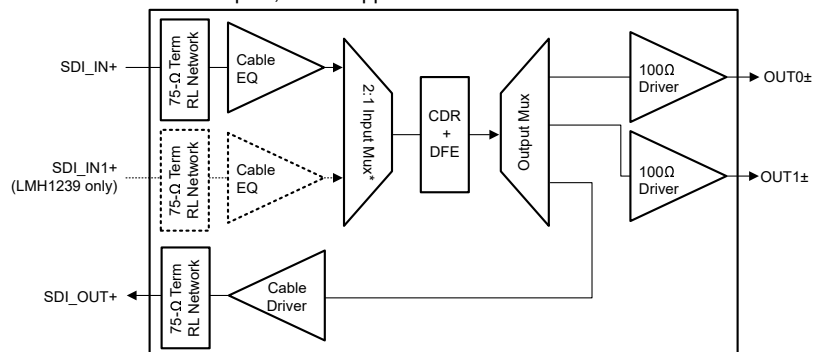 SDI_IN+
75-Ω Term
RL Network
Cable
EQ
2:1 Input Mux*
CDR
+
DFE
Output Mux
100Ω
Driver
OUT0±
SDI_IN1+
(LMH1239 only)
75-Ω Term
RL Network
Cable
EQ
100Ω
Driver
OUT1±
SDI_OUT+
75-Ω Term
RL Network
Cable
Driver